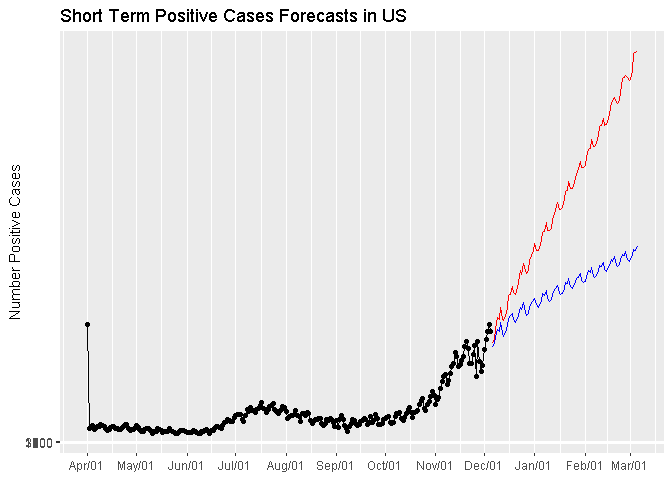 Short Term Positive Cases Forecasts in US
Number Positive Cases
Apr/01 May/01 Jun/01 Jul/01 Aug/01 Sep/01 Oct/01 Nov/01 Dec/01 Jan/01 Feb/01 Mar/01